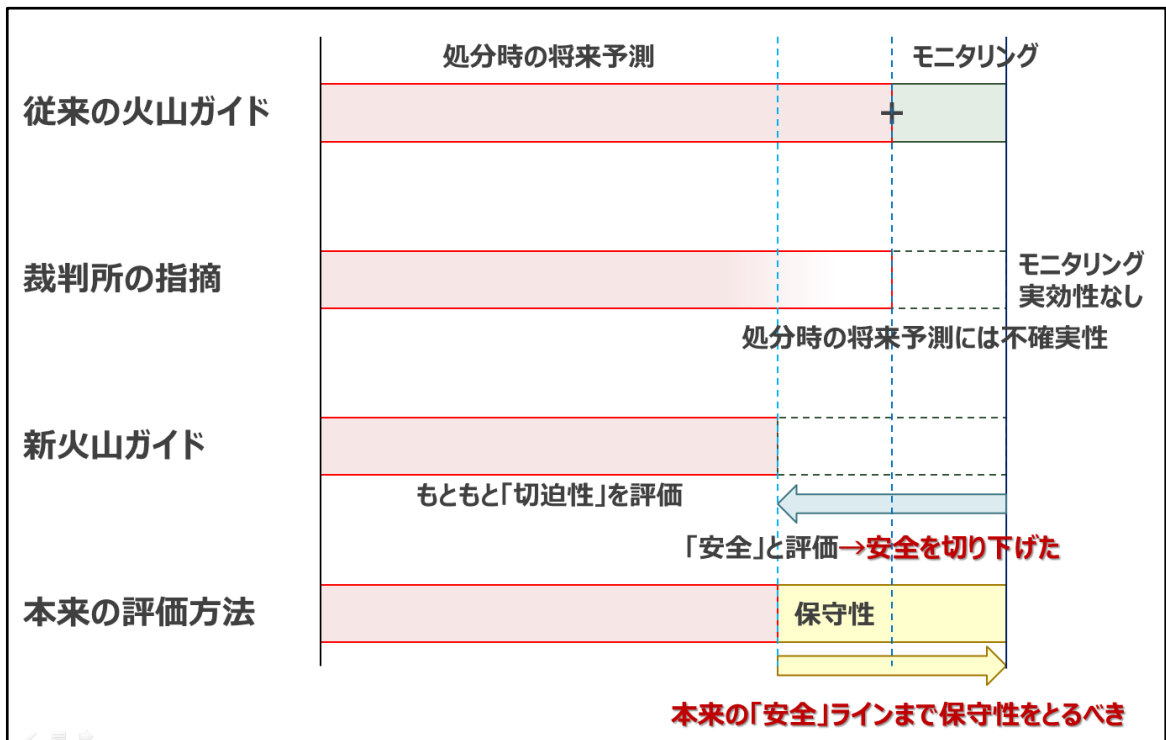 処分時の将来予測
モニタリング
従来の火山ガイド
+
裁判所の指摘
モニタリング
実効性なし
処分時の将来予測には不確実性
新火山ガイド
もともと「切迫性」を評価
「安全」と評価→安全を切り下げた
本来の評価方法
保守性
本来の「安全」ラインまで保守性をとるべき